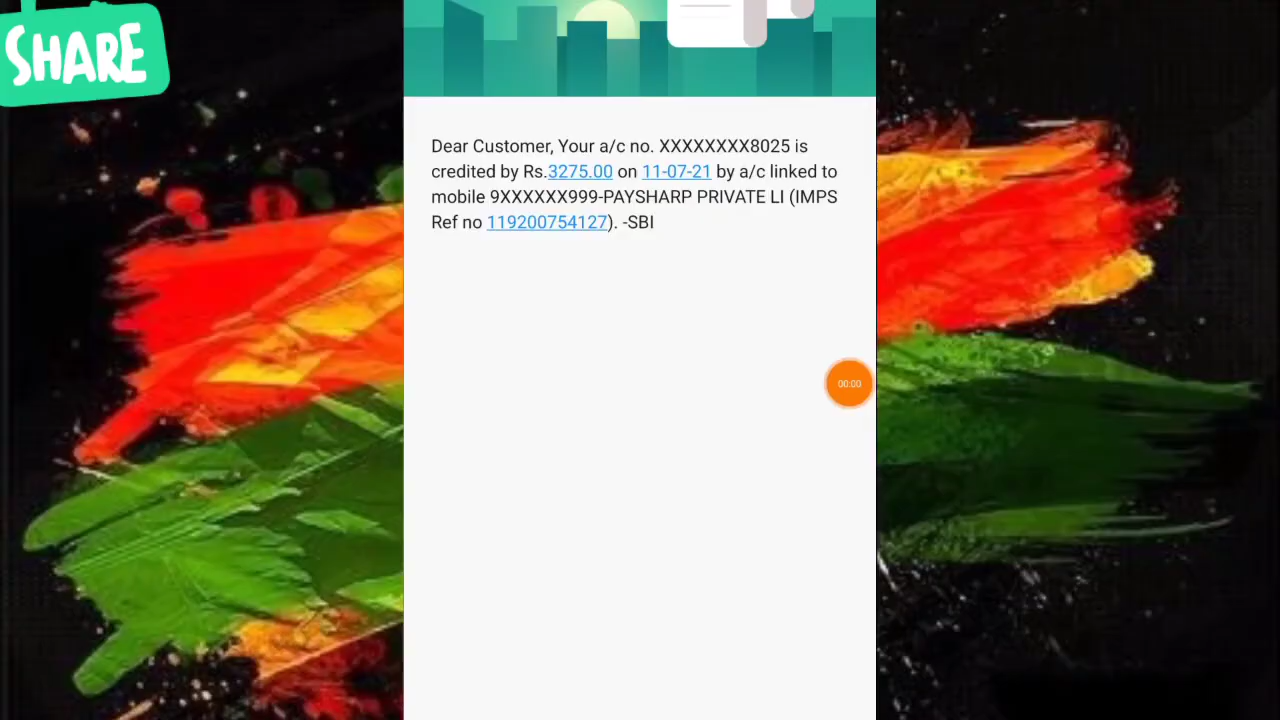 SHARE
Dear Customer, Your a/c no. XXXXXXXX8025 is
credited by Rs.3275.00 on 11-07-21 by a/c linked to
mobile 9XXXXXX999-PAYSHARP PRIVATE LI (IMPS
Ref no 119200754127). -SBI
00:00